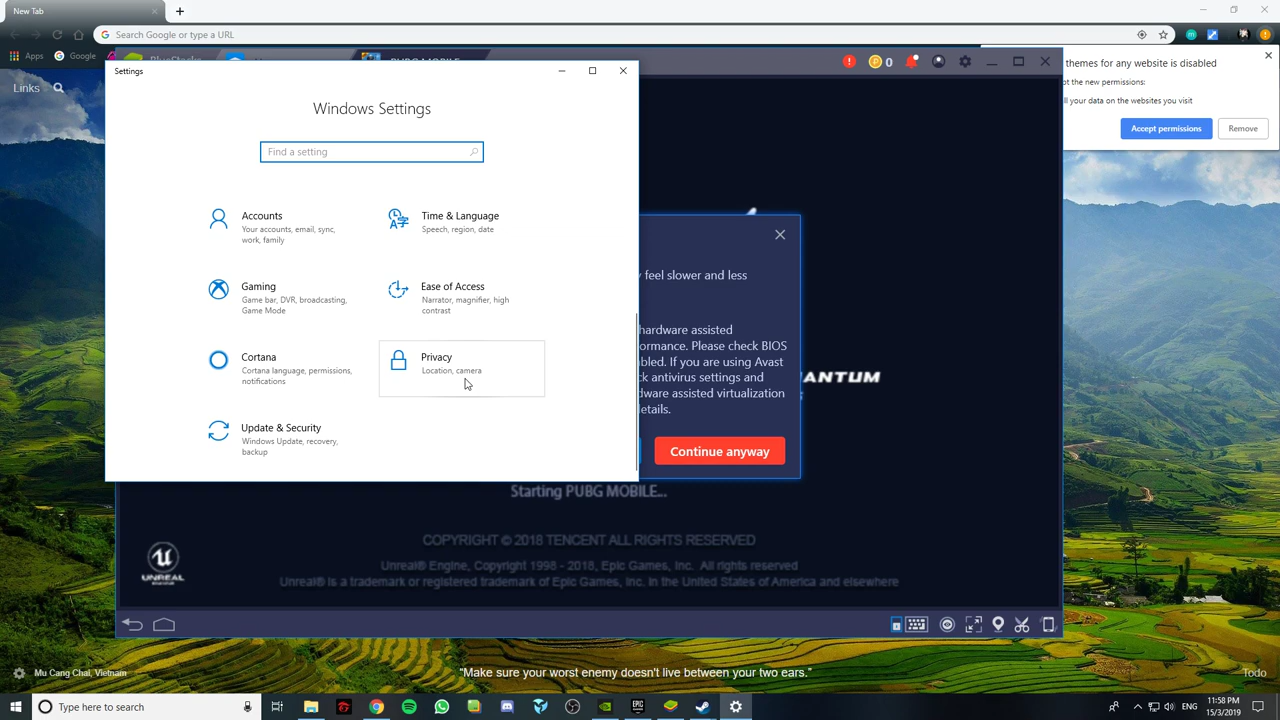 New Tab
Search Google or type a URL
Apps
Google
BlueStacks
PUBG MOBILE
0
Links
Settings
Windows Settings
Find a setting
Accounts
Your accounts, email, sync,
work, family
Time & Language
Speech, region, date
Gaming
Game bar, DVR, broadcasting,
Game Mode
Ease of Access
Narrator, magnifier, high
contrast
Cortana
Cortana language, permissions,
notifications
Privacy
Location, camera
Update & Security
Windows Update, recovery,
backup
themes for any website is disabled
the new permissions:
your data on the websites you visit
Accept permissions
Remove
feel slower and less
hardware assisted
Please check BIOS
If you are using Avast
antivirus settings and
assisted virtualization
Continue anyway
Starting PUBG MOBILE...
COPYRIGHT © 2018 TENCENT ALL RIGHTS RESERVED
UNREAL
Unreal® Engine, Copyright 1998 - 2018, Epic Games, Inc. All rights reserved
Unreal® is a trademark or registered trademark of Epic Games, Inc. in the United States of America and elsewhere
Mu Cang Chai, Vietnam
"Make sure your worst enemy doesn't live between your two ears."
Todo
Type here to search
EPIC
ENG
11:58 PM
15/3/2019